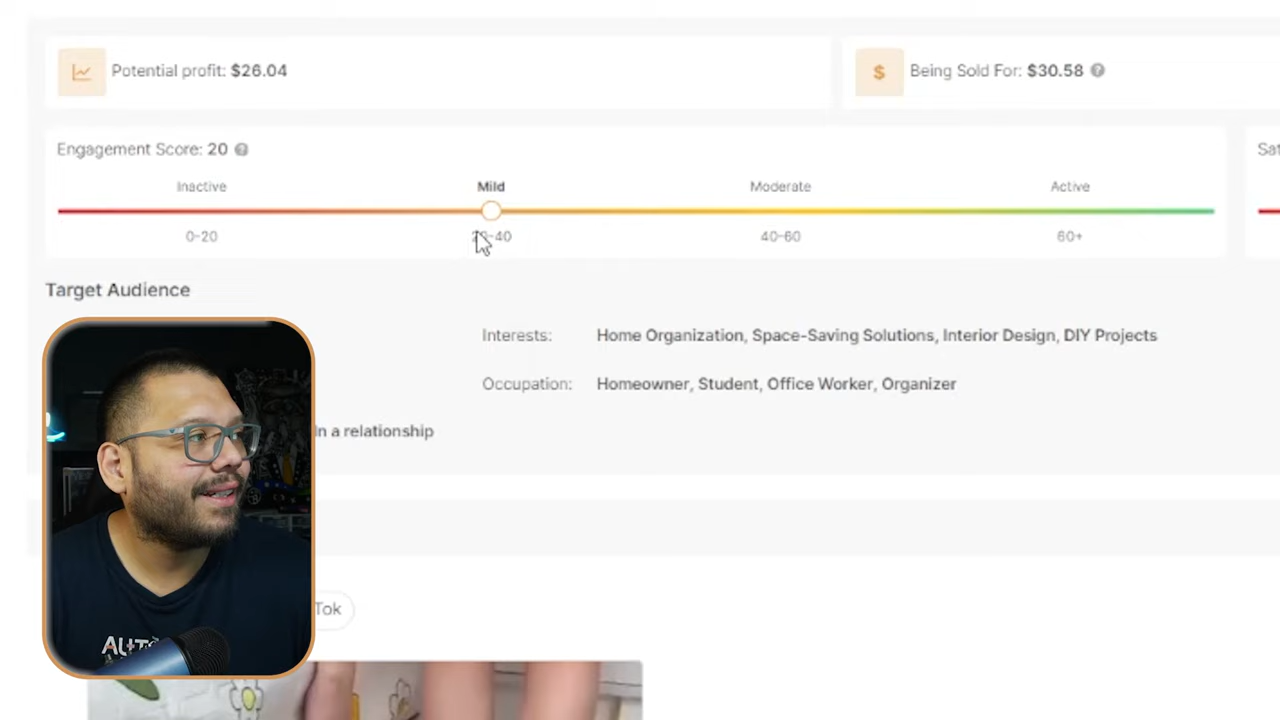 Potential profit: $26.04
Being Sold For: $30.58
Engagement Score: 20
Inactive
Mild
Moderate
Active
0-20
-40
40-60
60+
Target Audience
Interests: Home Organization, Space-Saving Solutions, Interior Design, DIY Projects
Occupation: Homeowner, Student, Office Worker, Organizer
In a relationship
Tok